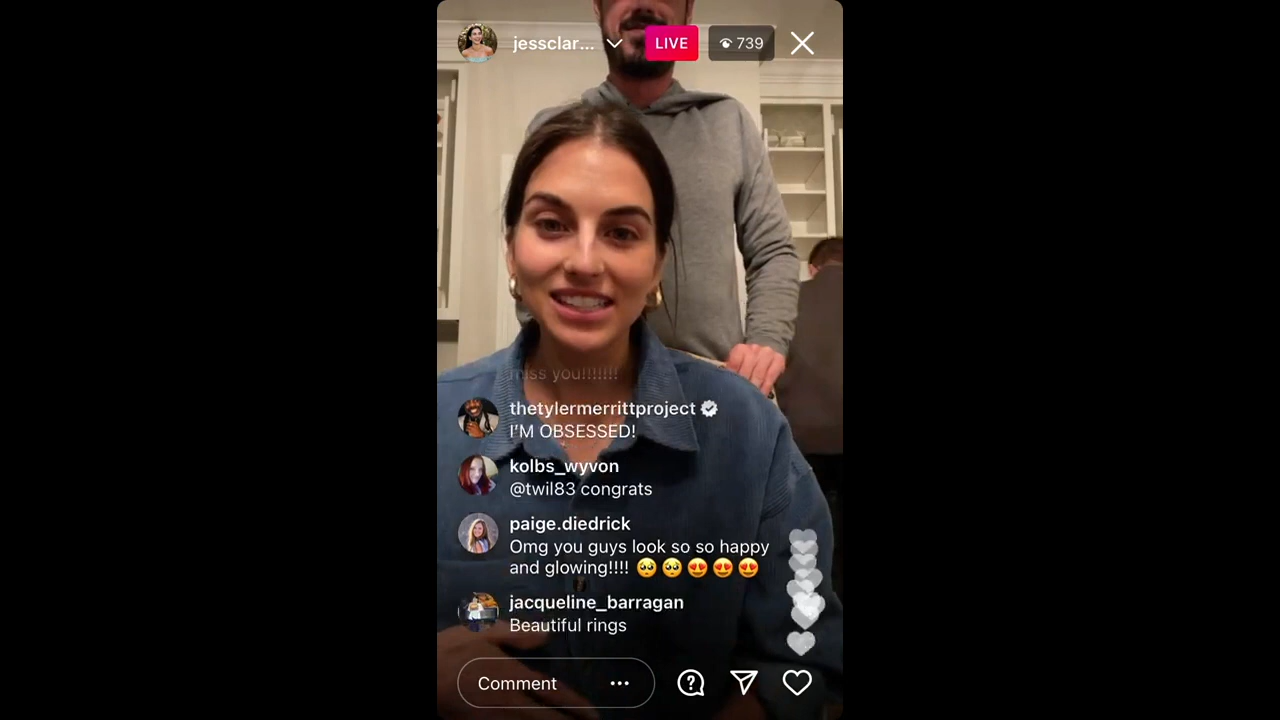 jessclar...
LIVE
739
miss you!!!!!!!
thetylermerrittproject
I'M OBSESSED!
kolbs_wyvon
@twil83 congrats
paige.diedrick
Omg you guys look so so happy
and glowing!!!! 🥺🥺😍😍😍
jacqueline_barragan
Beautiful rings
Comment